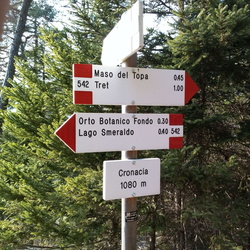 Maso del Topa 0.45
542 Tret 1.00
Orto Botanico Fondo 0.30
Lago Smeraldo 0.40 542
Cronacia
1080 m